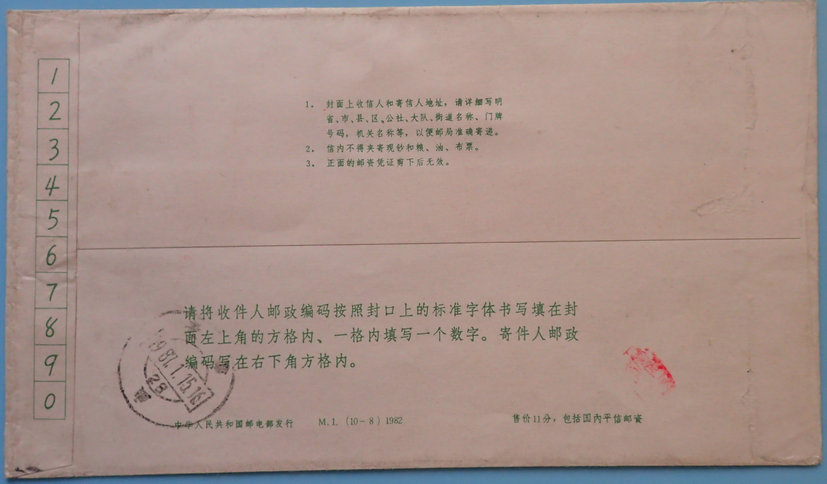 1
2
3
4
5
6
7
8
9
0
1. 封面上收信人和寄信人地址，请详细写明
省、市、县、区、公社、大队、街道名称、门牌
号码，机关名称等，以便邮局准确寄递。
2. 信内不得夹寄现钞和粮、油、布票。
3. 正面的邮资凭证剪下后无效。
请将收件人邮政编码按照封口上的标准字体书写填在封
面左上角的方格内、一格内填写一个数字。寄件人邮政
编码写在右下角方格内。
中华人民共和国邮电部发行
M.1. (10-8) 1982
售价11分，包括国内平信邮资